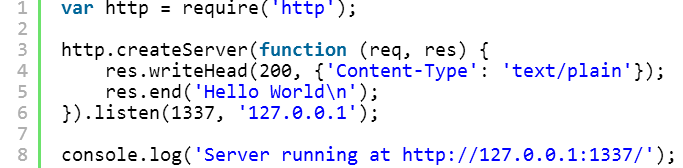 1 var http = require('http');
2
3 http.createServer(function (req, res) {
4     res.writeHead(200, {'Content-Type': 'text/plain'});
5     res.end('Hello World\n');
6 }).listen(1337, '127.0.0.1');
7
8 console.log('Server running at http://127.0.0.1:1337/');